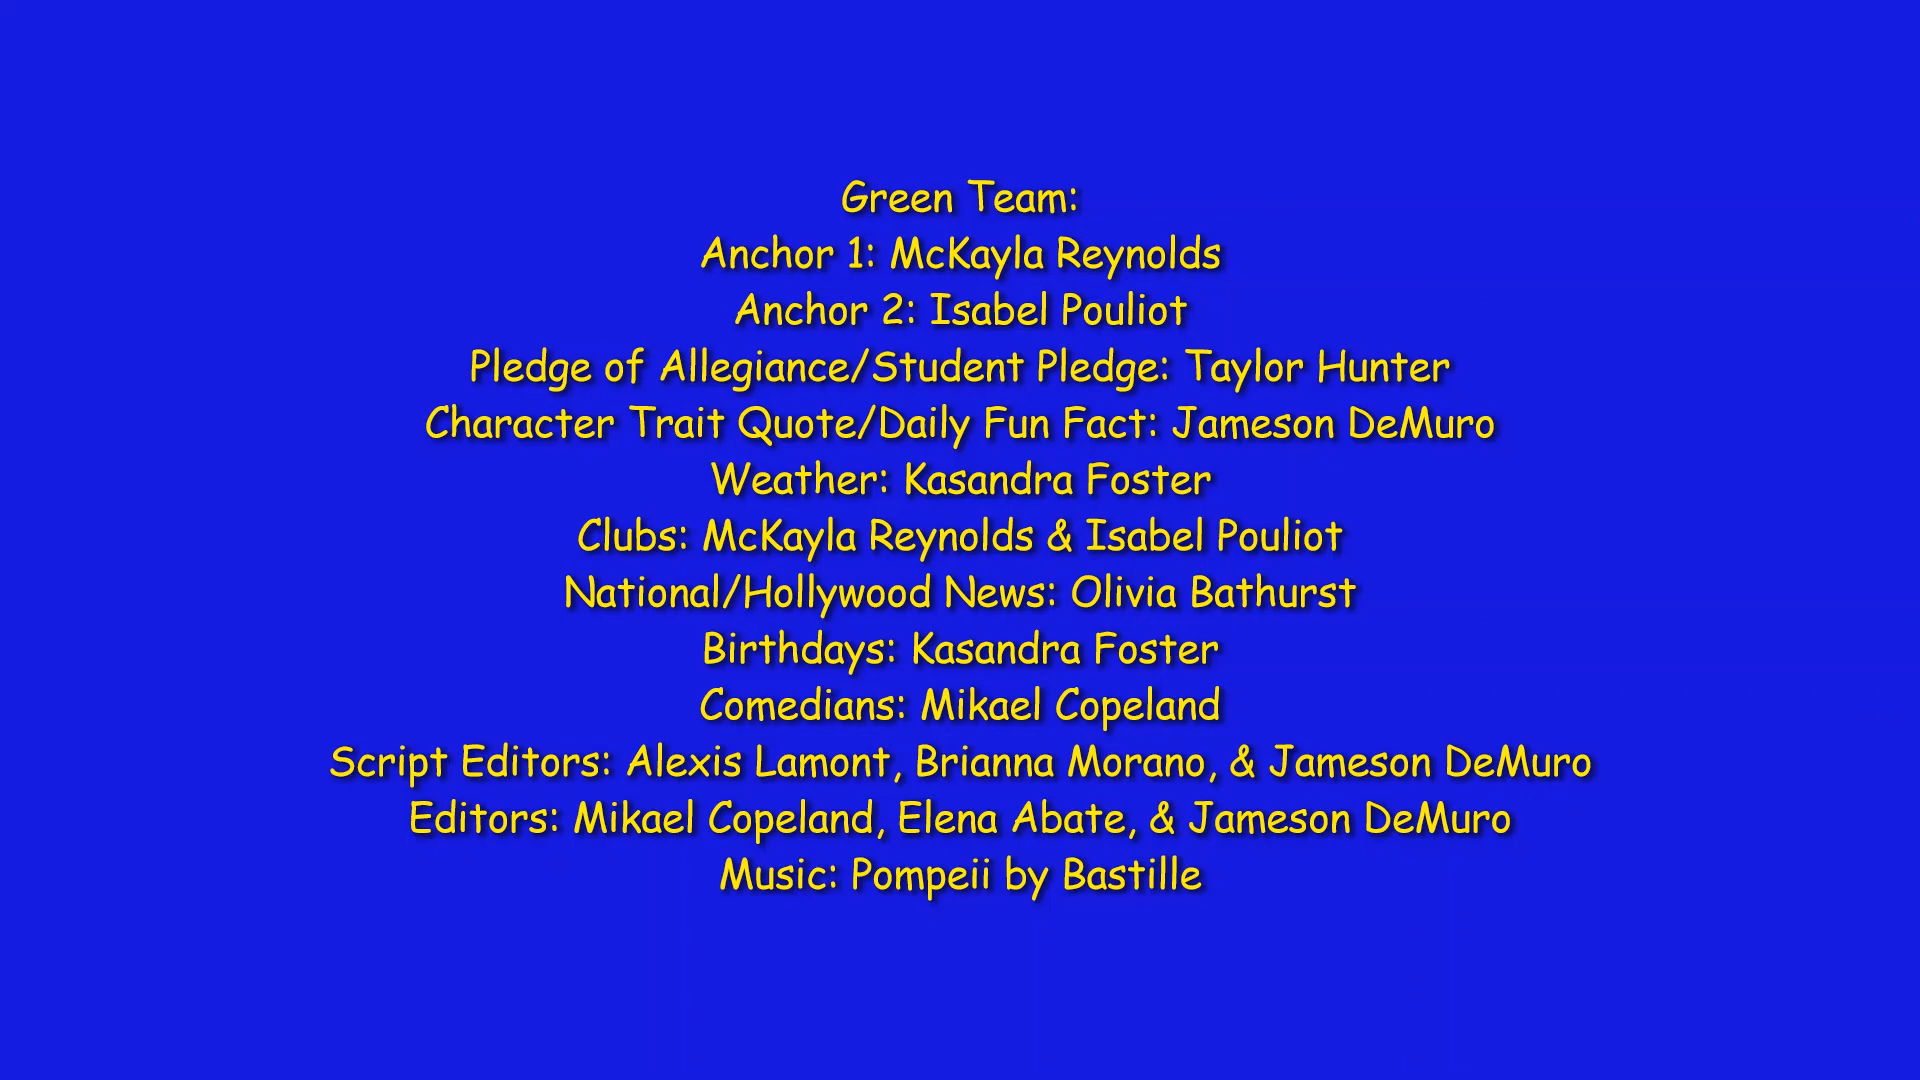 Green Team:
Anchor 1: McKayla Reynolds
Anchor 2: Isabel Pouliot
Pledge of Allegiance/Student Pledge: Taylor Hunter
Character Trait Quote/Daily Fun Fact: Jameson DeMuro
Weather: Kasandra Foster
Clubs: McKayla Reynolds & Isabel Pouliot
National/Hollywood News: Olivia Bathurst
Birthdays: Kasandra Foster
Comedians: Mikael Copeland
Script Editors: Alexis Lamont, Brianna Morano, & Jameson DeMuro
Editors: Mikael Copeland, Elena Abate, & Jameson DeMuro
Music: Pompeii by Bastille